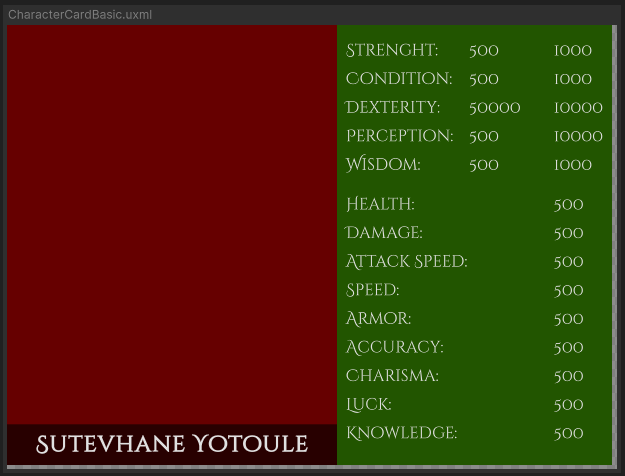 CharacterCardBasic.uxml
Strenght: 500 1000
Condition: 500 1000
Dexterity: 50000 10000
Perception: 500 10000
Wisdom: 500 1000
Health: 500
Damage: 500
Attack Speed: 500
Speed: 500
Armor: 500
Accuracy: 500
Charisma: 500
Luck: 500
Knowledge: 500
Sutevhane Yotoule